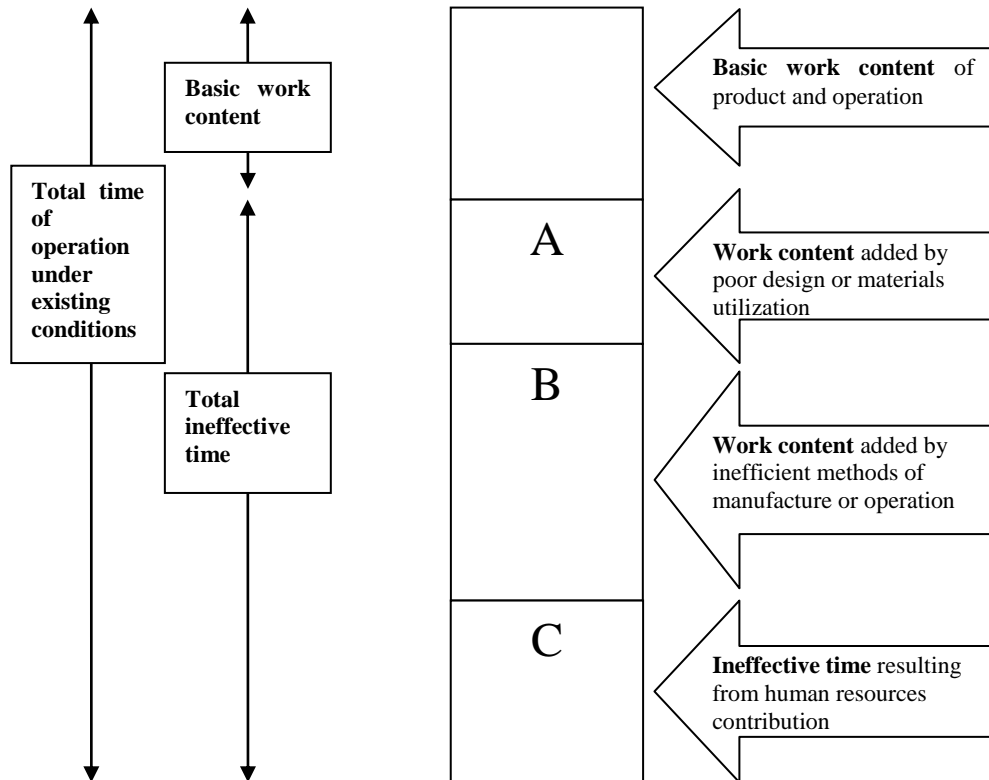 Basic work
content
Total time
of
operation
under
existing
conditions
Total
ineffective
time
A
B
C
Basic work content of
product and operation
Work content added by
poor design or materials
utilization
Work content added by
inefficient methods of
manufacture or operation
Ineffective time resulting
from human resources
contribution